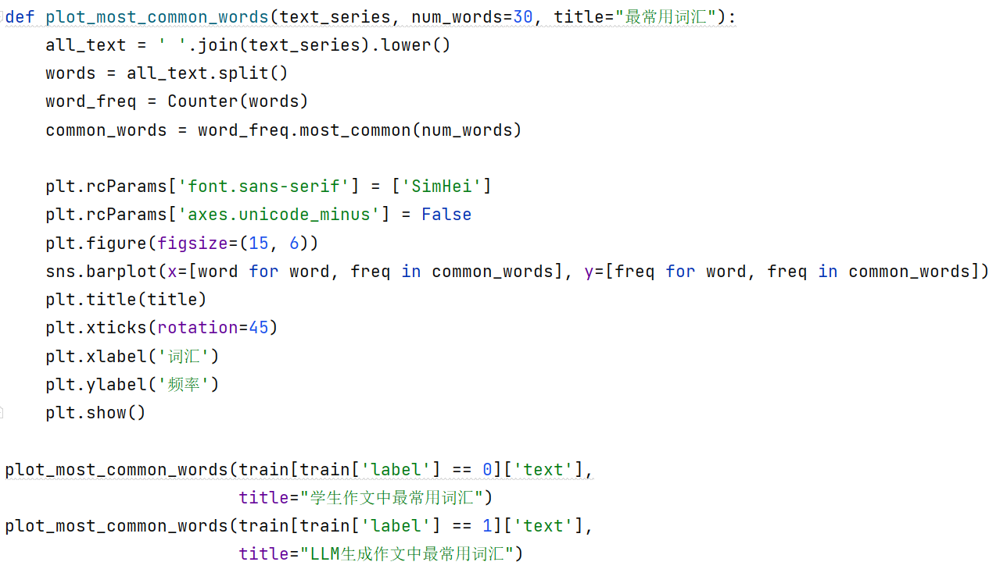 def plot_most_common_words(text_series, num_words=30, title="最常用词汇"):
    all_text = ' '.join(text_series).lower()
    words = all_text.split()
    word_freq = Counter(words)
    common_words = word_freq.most_common(num_words)

    plt.rcParams['font.sans-serif'] = ['SimHei']
    plt.rcParams['axes.unicode_minus'] = False
    plt.figure(figsize=(15, 6))
    sns.barplot(x=[word for word, freq in common_words], y=[freq for word, freq in common_words])
    plt.title(title)
    plt.xticks(rotation=45)
    plt.xlabel('词汇')
    plt.ylabel('频率')
    plt.show()

plot_most_common_words(train[train['label'] == 0]['text'],
                       title="学生作文中最常用词汇")
plot_most_common_words(train[train['label'] == 1]['text'],
                       title="LLM生成作文中最常用词汇")